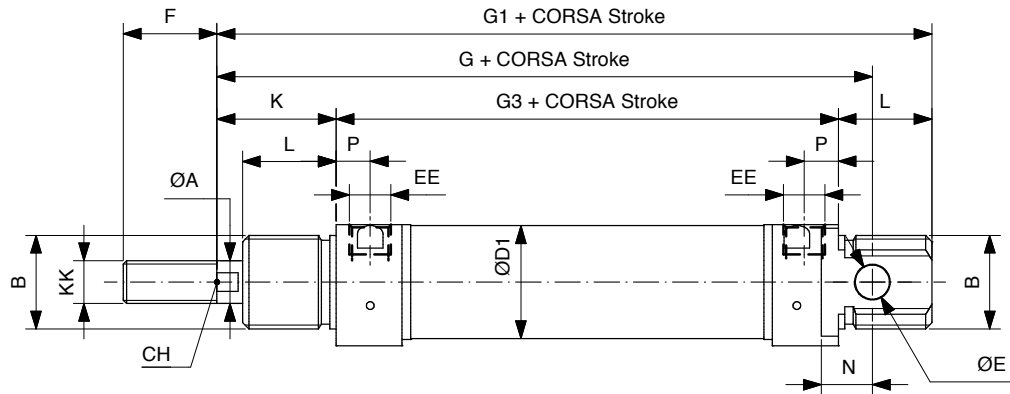 F
G1 + CORSA Stroke
G + CORSA Stroke
K
G3 + CORSA Stroke
L
L
P
P
ØA
EE
EE
B
KK
ØD1
B
CH
N
ØE